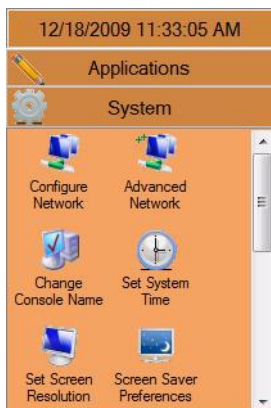 12/18/2009 11:33:05 AM
Applications
System
Configure
Network
Advanced
Network
Change
Console Name
Set System
Time
Set Screen
Resolution
Screen Saver
Preferences